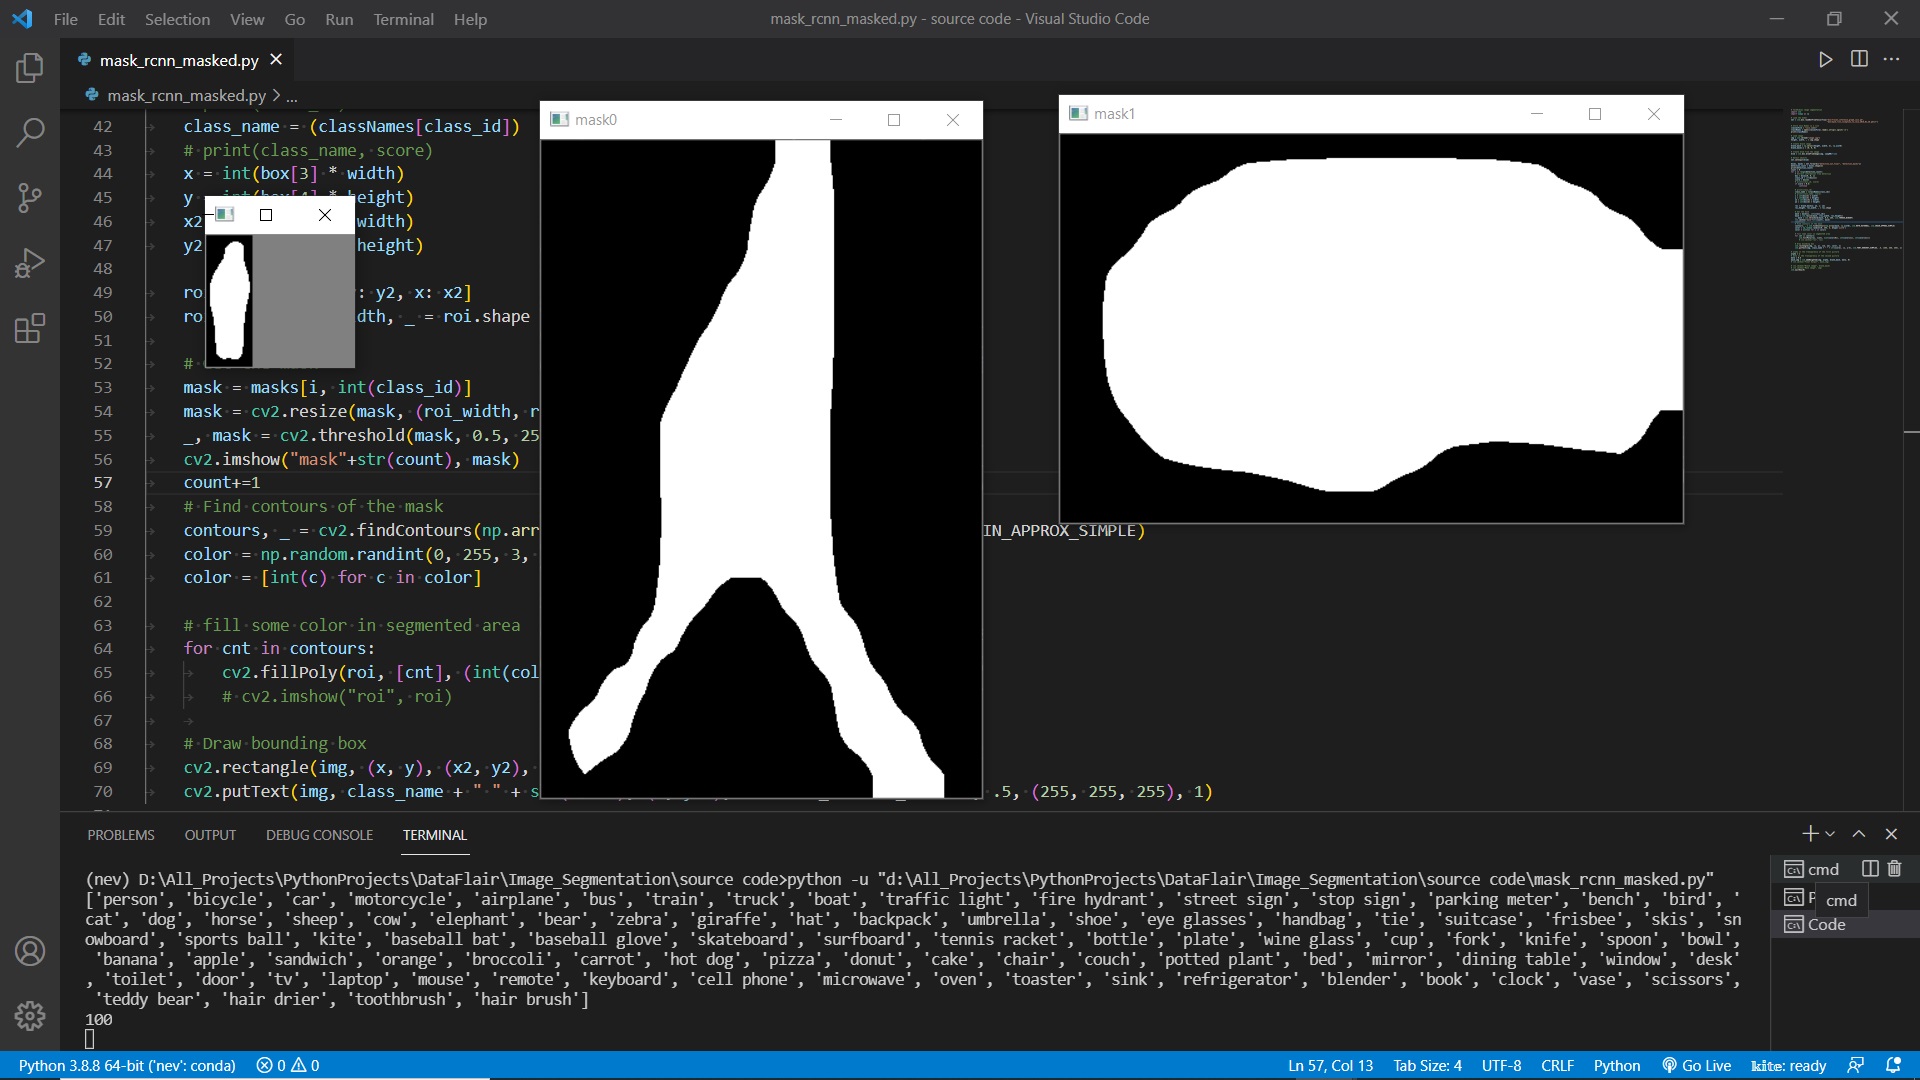 File Edit Selection View Go Run Terminal Help
mask_rcnn_masked.py - source code - Visual Studio Code
mask_rcnn_masked.py
mask_rcnn_masked.py > ...
42 class_name = (classNames[class_id])
43 # print(class_name, score)
44 x = int(box[3] * width)
45 y height)
46 x2 width)
47 y2 height)
48
49 ro : y2, x: x2]
50 ro dth, _ = roi.shape
51
52 #
53 mask = masks[i, int(class_id)]
54 mask = cv2.resize(mask, (roi_width, r
55 _, mask = cv2.threshold(mask, 0.5, 25
56 cv2.imshow("mask"+str(count), mask)
57 count+=1
58 # Find contours of the mask
59 contours, _ = cv2.findContours(np.arr IN_APPROX_SIMPLE)
60 color = np.random.randint(0, 255, 3,
61 color = [int(c) for c in color]
62
63 # fill some color in segmented area
64 for cnt in contours:
65 cv2.fillPoly(roi, [cnt], (int(col
66 # cv2.imshow("roi", roi)
67
68 # Draw bounding box
69 cv2.rectangle(img, (x, y), (x2, y2),
70 cv2.putText(img, class_name + " " + s .5, (255, 255, 255), 1)
mask0
mask1
PROBLEMS OUTPUT DEBUG CONSOLE TERMINAL
(nev) D:\All_Projects\PythonProjects\DataFlair\Image_Segmentation\source code>python -u "d:\All_Projects\PythonProjects\DataFlair\Image_Segmentation\source code\mask_rcnn_masked.py"
['person', 'bicycle', 'car', 'motorcycle', 'airplane', 'bus', 'train', 'truck', 'boat', 'traffic light', 'fire hydrant', 'street sign', 'stop sign', 'parking meter', 'bench', 'bird', '
cat', 'dog', 'horse', 'sheep', 'cow', 'elephant', 'bear', 'zebra', 'giraffe', 'hat', 'backpack', 'umbrella', 'shoe', 'eye glasses', 'handbag', 'tie', 'suitcase', 'frisbee', 'skis', 'sn
owboard', 'sports ball', 'kite', 'baseball bat', 'baseball glove', 'skateboard', 'surfboard', 'tennis racket', 'bottle', 'plate', 'wine glass', 'cup', 'fork', 'knife', 'spoon', 'bowl',
'banana', 'apple', 'sandwich', 'orange', 'broccoli', 'carrot', 'hot dog', 'pizza', 'donut', 'cake', 'chair', 'couch', 'potted plant', 'bed', 'mirror', 'dining table', 'window', 'desk'
, 'toilet', 'door', 'tv', 'laptop', 'mouse', 'remote', 'keyboard', 'cell phone', 'microwave', 'oven', 'toaster', 'sink', 'refrigerator', 'blender', 'book', 'clock', 'vase', 'scissors',
'teddy bear', 'hair drier', 'toothbrush', 'hair brush']
100
cmd
cmd
Code
Python 3.8.8 64-bit ('nev': conda) 0 0
Ln 57, Col 13 Tab Size: 4 UTF-8 CRLF Python Go Live kite: ready